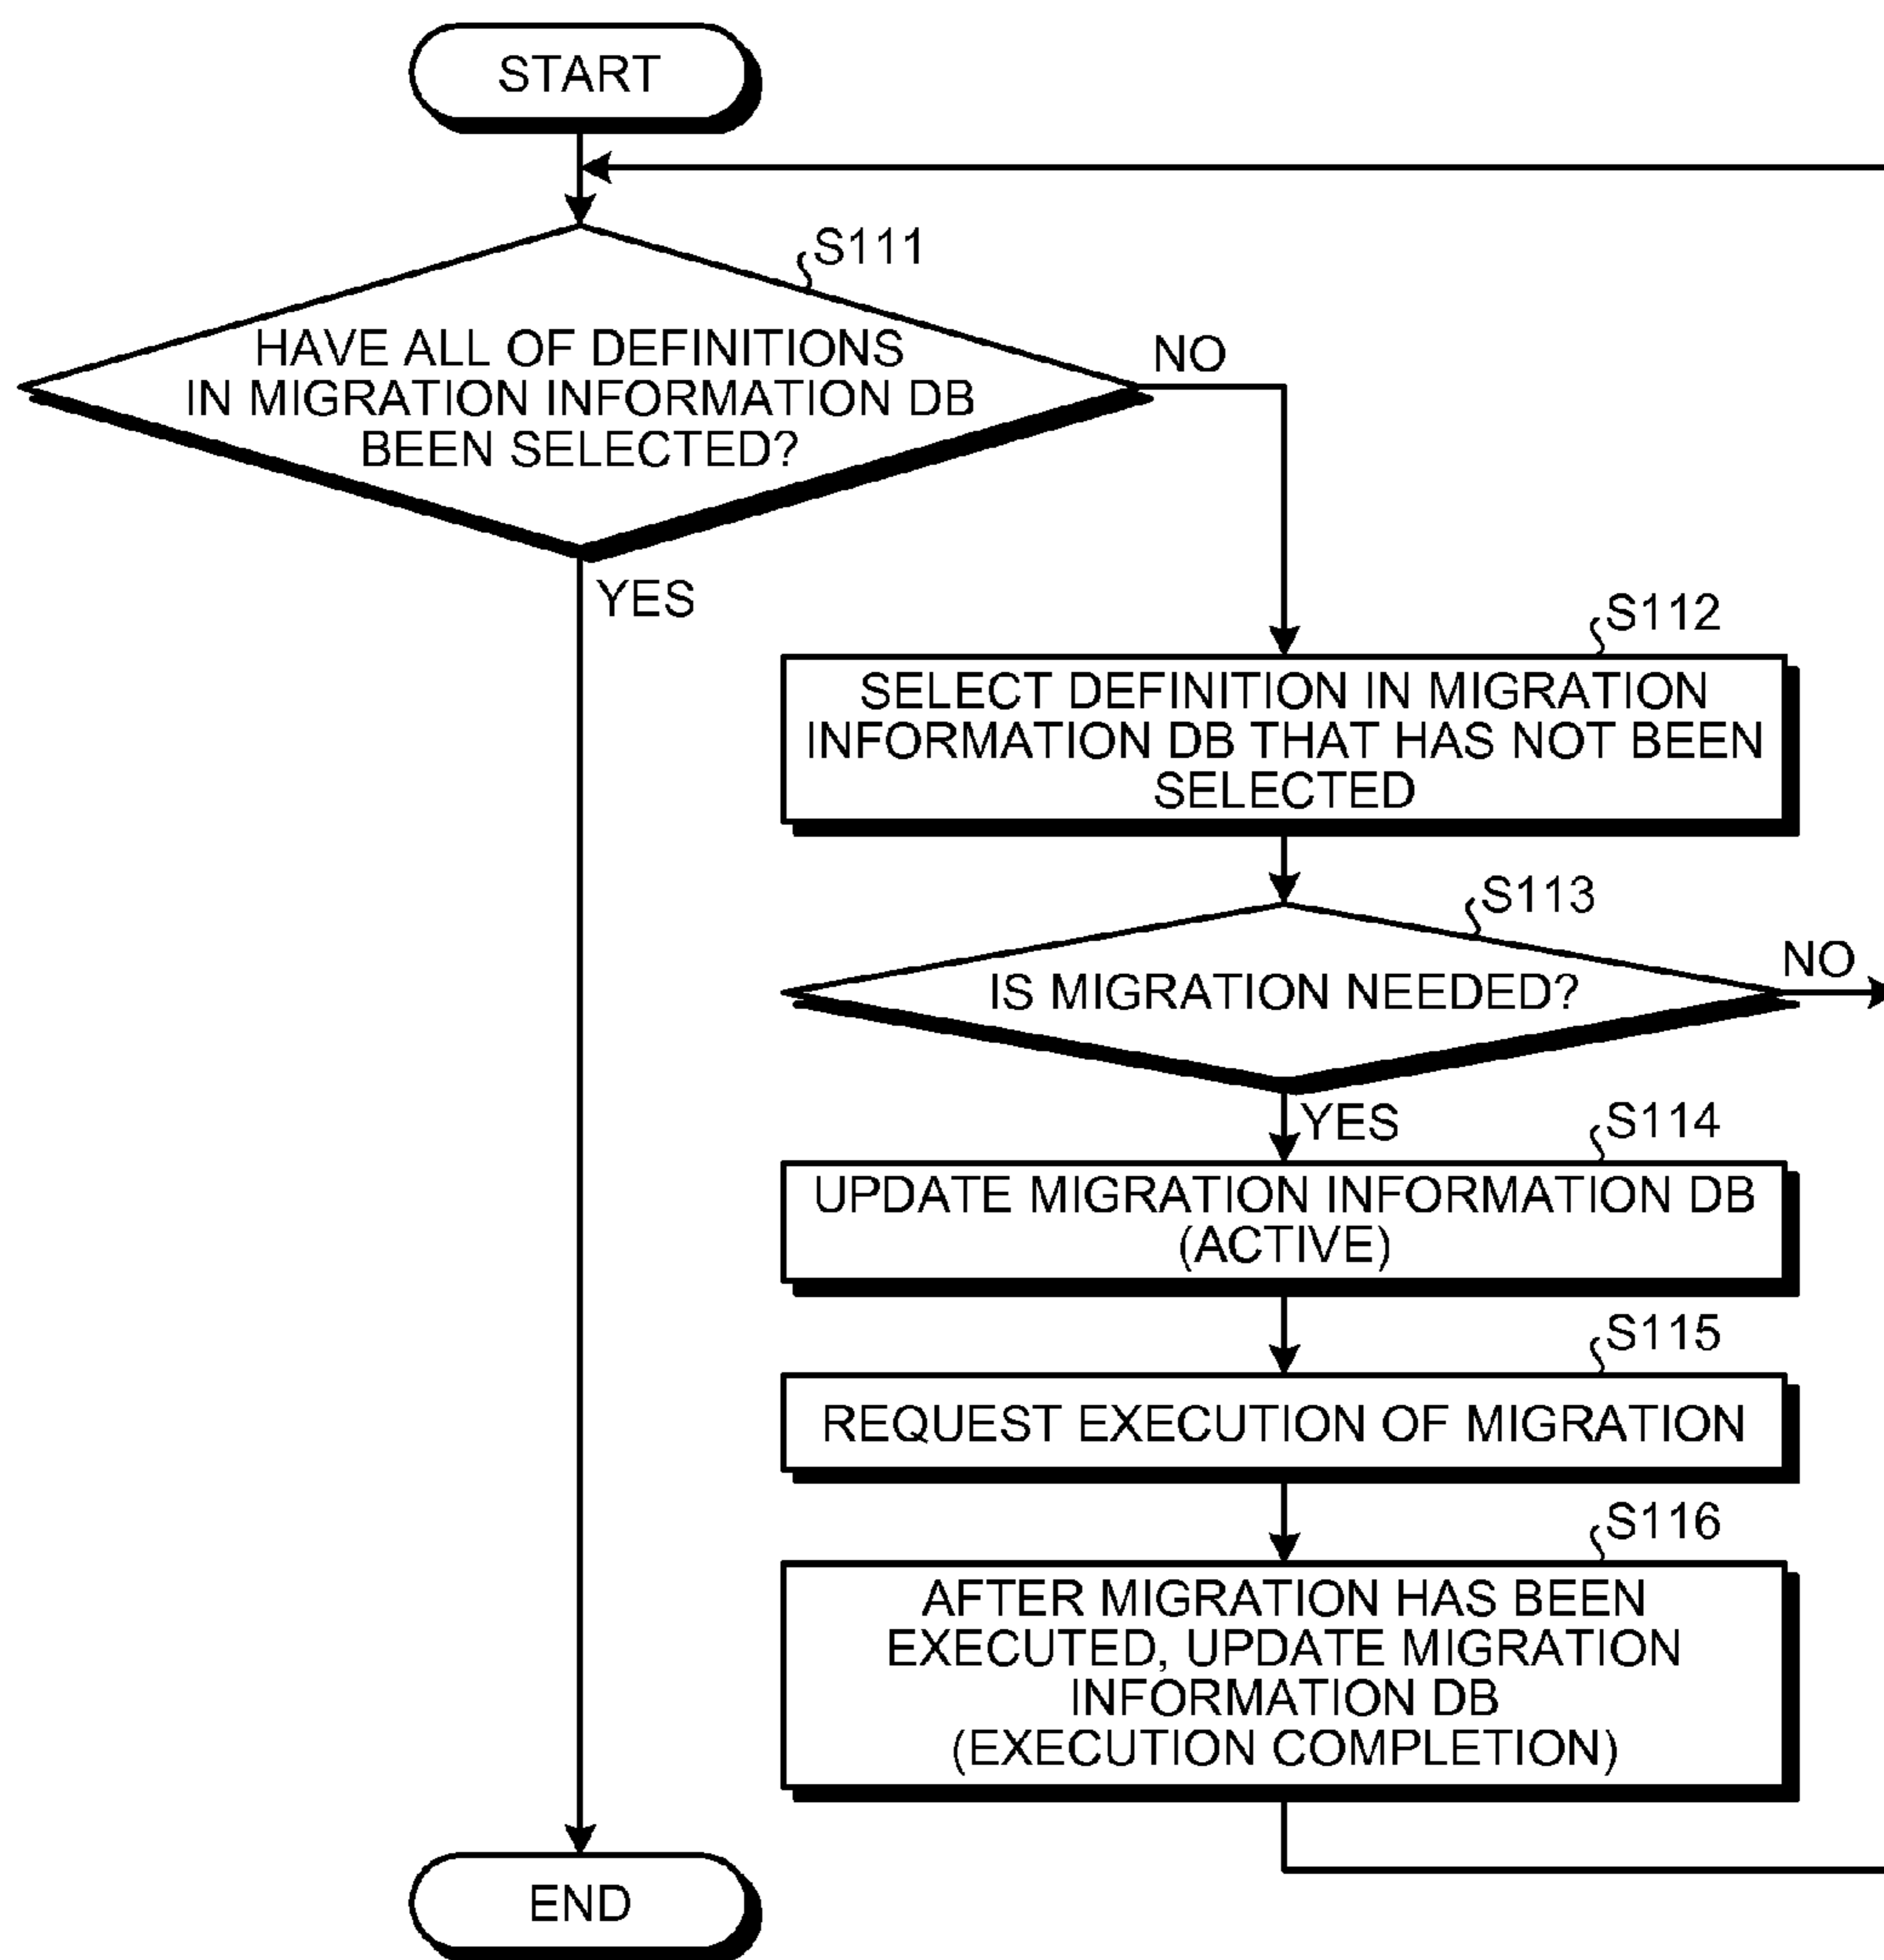 START
S111
HAVE ALL OF DEFINITIONS
IN MIGRATION INFORMATION DB
BEEN SELECTED?
NO
YES
S112
SELECT DEFINITION IN MIGRATION
INFORMATION DB THAT HAS NOT BEEN
SELECTED
S113
IS MIGRATION NEEDED?
NO
YES
S114
UPDATE MIGRATION INFORMATION DB
(ACTIVE)
S115
REQUEST EXECUTION OF MIGRATION
S116
AFTER MIGRATION HAS BEEN
EXECUTED, UPDATE MIGRATION
INFORMATION DB
(EXECUTION COMPLETION)
END